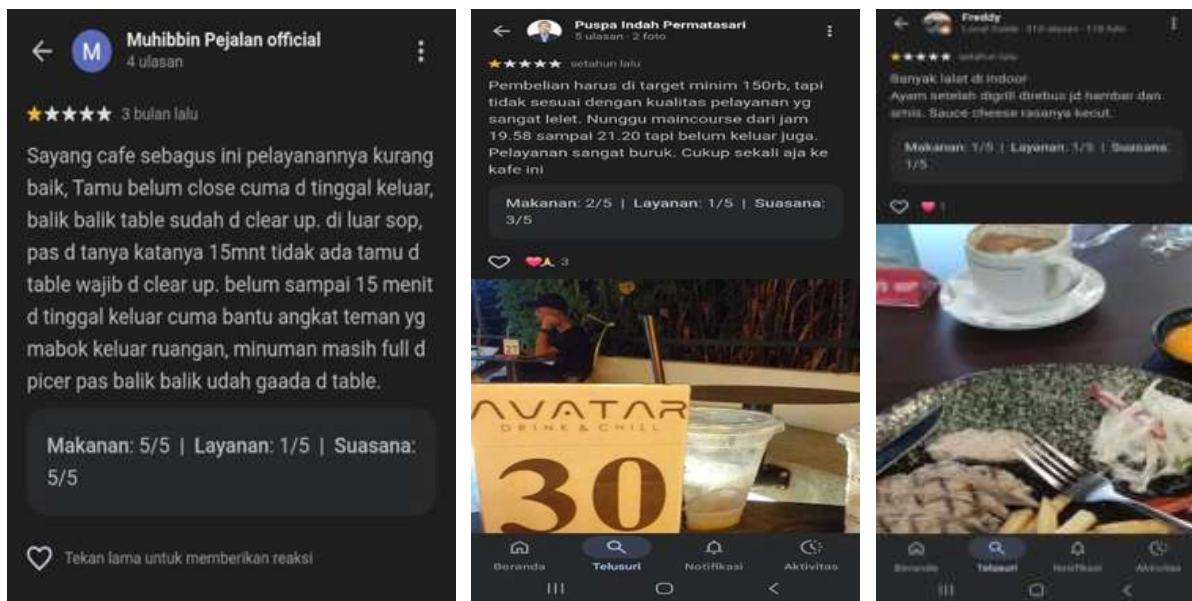 Muhibbin Pejalan official
M
4 ulasan
3 bulan lalu
Sayang cafe sebagus ini pelayanannya kurang
baik, Tamu belum close cuma d tinggal keluar,
balik balik table sudah d clear up. di luar sop,
pas d tanya katanya 15mnt tidak ada tamu d
table wajib d clear up. belum sampai 15 menit
d tinggal keluar cuma bantu angkat teman yg
mabok keluar ruangan, minuman masih full d
picer pas balik balik udah gaada d table.
Makanan: 5/5 | Layanan: 1/5 | Suasana:
5/5
Tekan lama untuk memberikan reaksi
Puspa Indah Permatasari
5 ulasan · 2 foto
setahun lalu
Pembelian harus di target minim 150rb, tapi
tidak sesuai dengan kualitas pelayanan yg
sangat lelet. Nunggu maincourse dari jam
19.58 sampai 21.20 tapi belum keluar juga.
Pelayanan sangat buruk. Cukup sekali aja ke
kafe ini
Makanan: 2/5 | Layanan: 1/5 | Suasana:
3/5
3
27
AVATAR
DRINK & CHILL
30
Beranda
Telusuri
Notifikasi
Aktivitas
Freddy
Local Guide · ulasan · foto
setahun lalu
Banyak lalat di indoor
Ayam setelah digrill direbus jd hambar dan
amis. Sauce cheese rasanya kecut.
Makanan: 1/5 | Layanan: 1/5 | Suasana:
1/5
1
Beranda
Telusuri
Notifikasi
Aktivitas